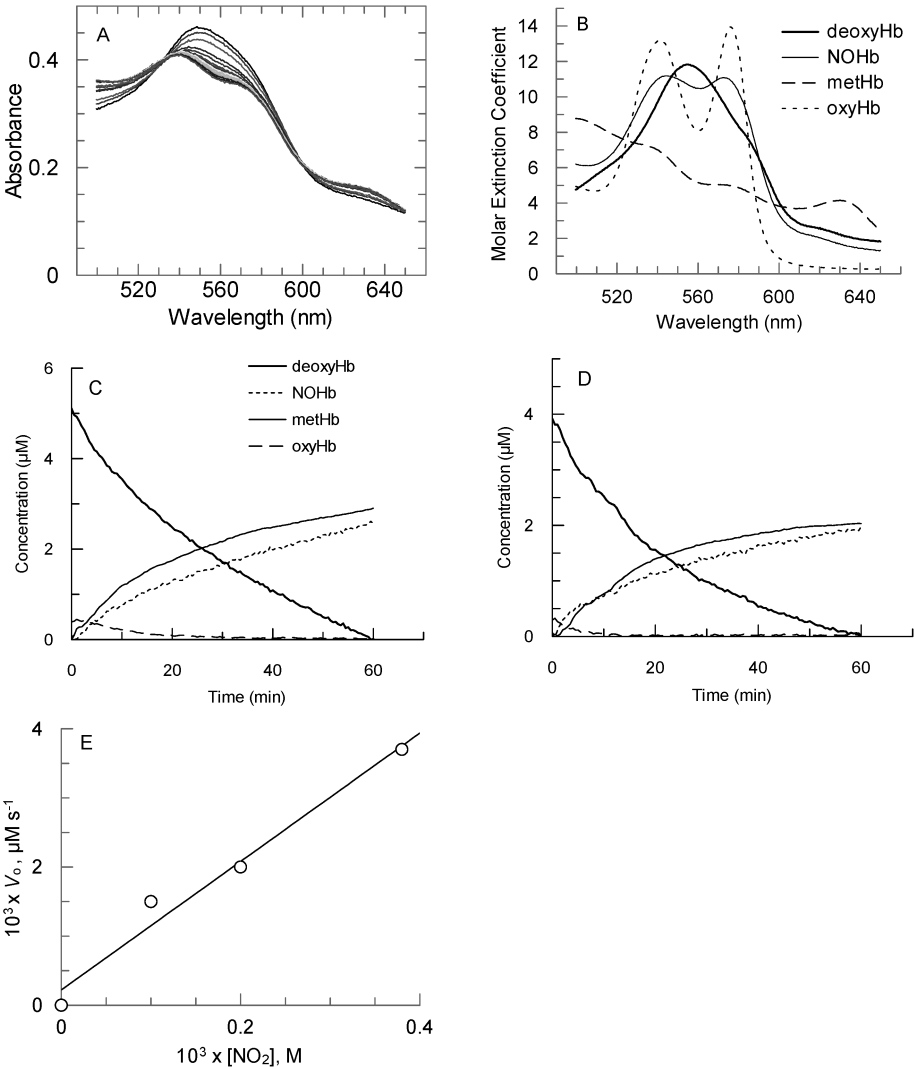 A
0.4
0.2
0
Absorbance
520
560
600
640
Wavelength (nm)
B
14
12
10
8
6
4
2
0
Molar Extinction Coefficient
deoxyHb
NOHb
metHb
oxyHb
520
560
600
640
Wavelength (nm)
C
6
4
2
0
Concentration (µM)
deoxyHb
NOHb
metHb
oxyHb
0
20
40
60
Time (min)
D
4
2
0
Concentration (µM)
0
20
40
60
Time (min)
E
4
2
0
10³ x Vₒ, µM s⁻¹
0
0.2
0.4
10³ x [NO₂], M